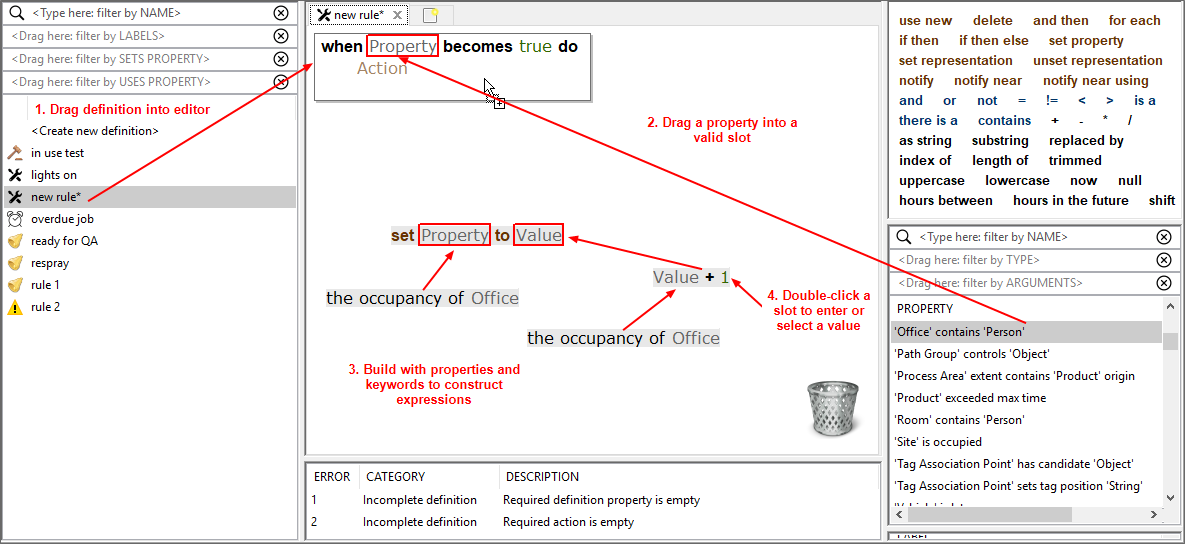 <Type here: filter by NAME>
<Drag here: filter by LABELS>
<Drag here: filter by SETS PROPERTY>
<Drag here: filter by USES PROPERTY>
1. Drag definition into editor
<Create new definition>
in use test
lights on
new rule*
overdue job
ready for QA
respray
rule 1
rule 2
new rule*
when Property becomes true do
Action
2. Drag a property into a
valid slot
set Property to Value
the occupancy of Office
Value + 1
the occupancy of Office
4. Double-click a
slot to enter or
select a value
3. Build with properties and
keywords to construct
expressions
ERROR CATEGORY DESCRIPTION
1 Incomplete definition Required definition property is empty
2 Incomplete definition Required action is empty
use new delete and then for each
if then if then else set property
set representation unset representation
notify notify near notify near using
and or not = != < > is a
there is a contains + - * /
as string substring replaced by
index of length of trimmed
uppercase lowercase now null
hours between hours in the future shift
<Type here: filter by NAME>
<Drag here: filter by TYPE>
<Drag here: filter by ARGUMENTS>
PROPERTY
'Office' contains 'Person'
'Path Group' controls 'Object'
'Process Area' extent contains 'Product' origin
'Product' exceeded max time
'Room' contains 'Person'
'Site' is occupied
'Tag Association Point' has candidate 'Object'
'Tag Association Point' sets tag position 'String'